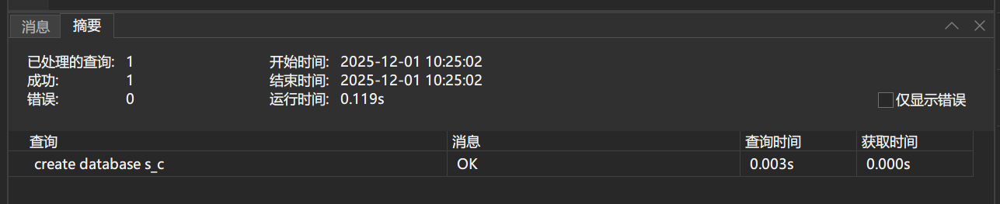 消息 摘要
已处理的查询: 1 开始时间: 2025-12-01 10:25:02
成功: 1 结束时间: 2025-12-01 10:25:02
错误: 0 运行时间: 0.119s 仅显示错误
查询 消息 查询时间 获取时间
create database s_c OK 0.003s 0.000s